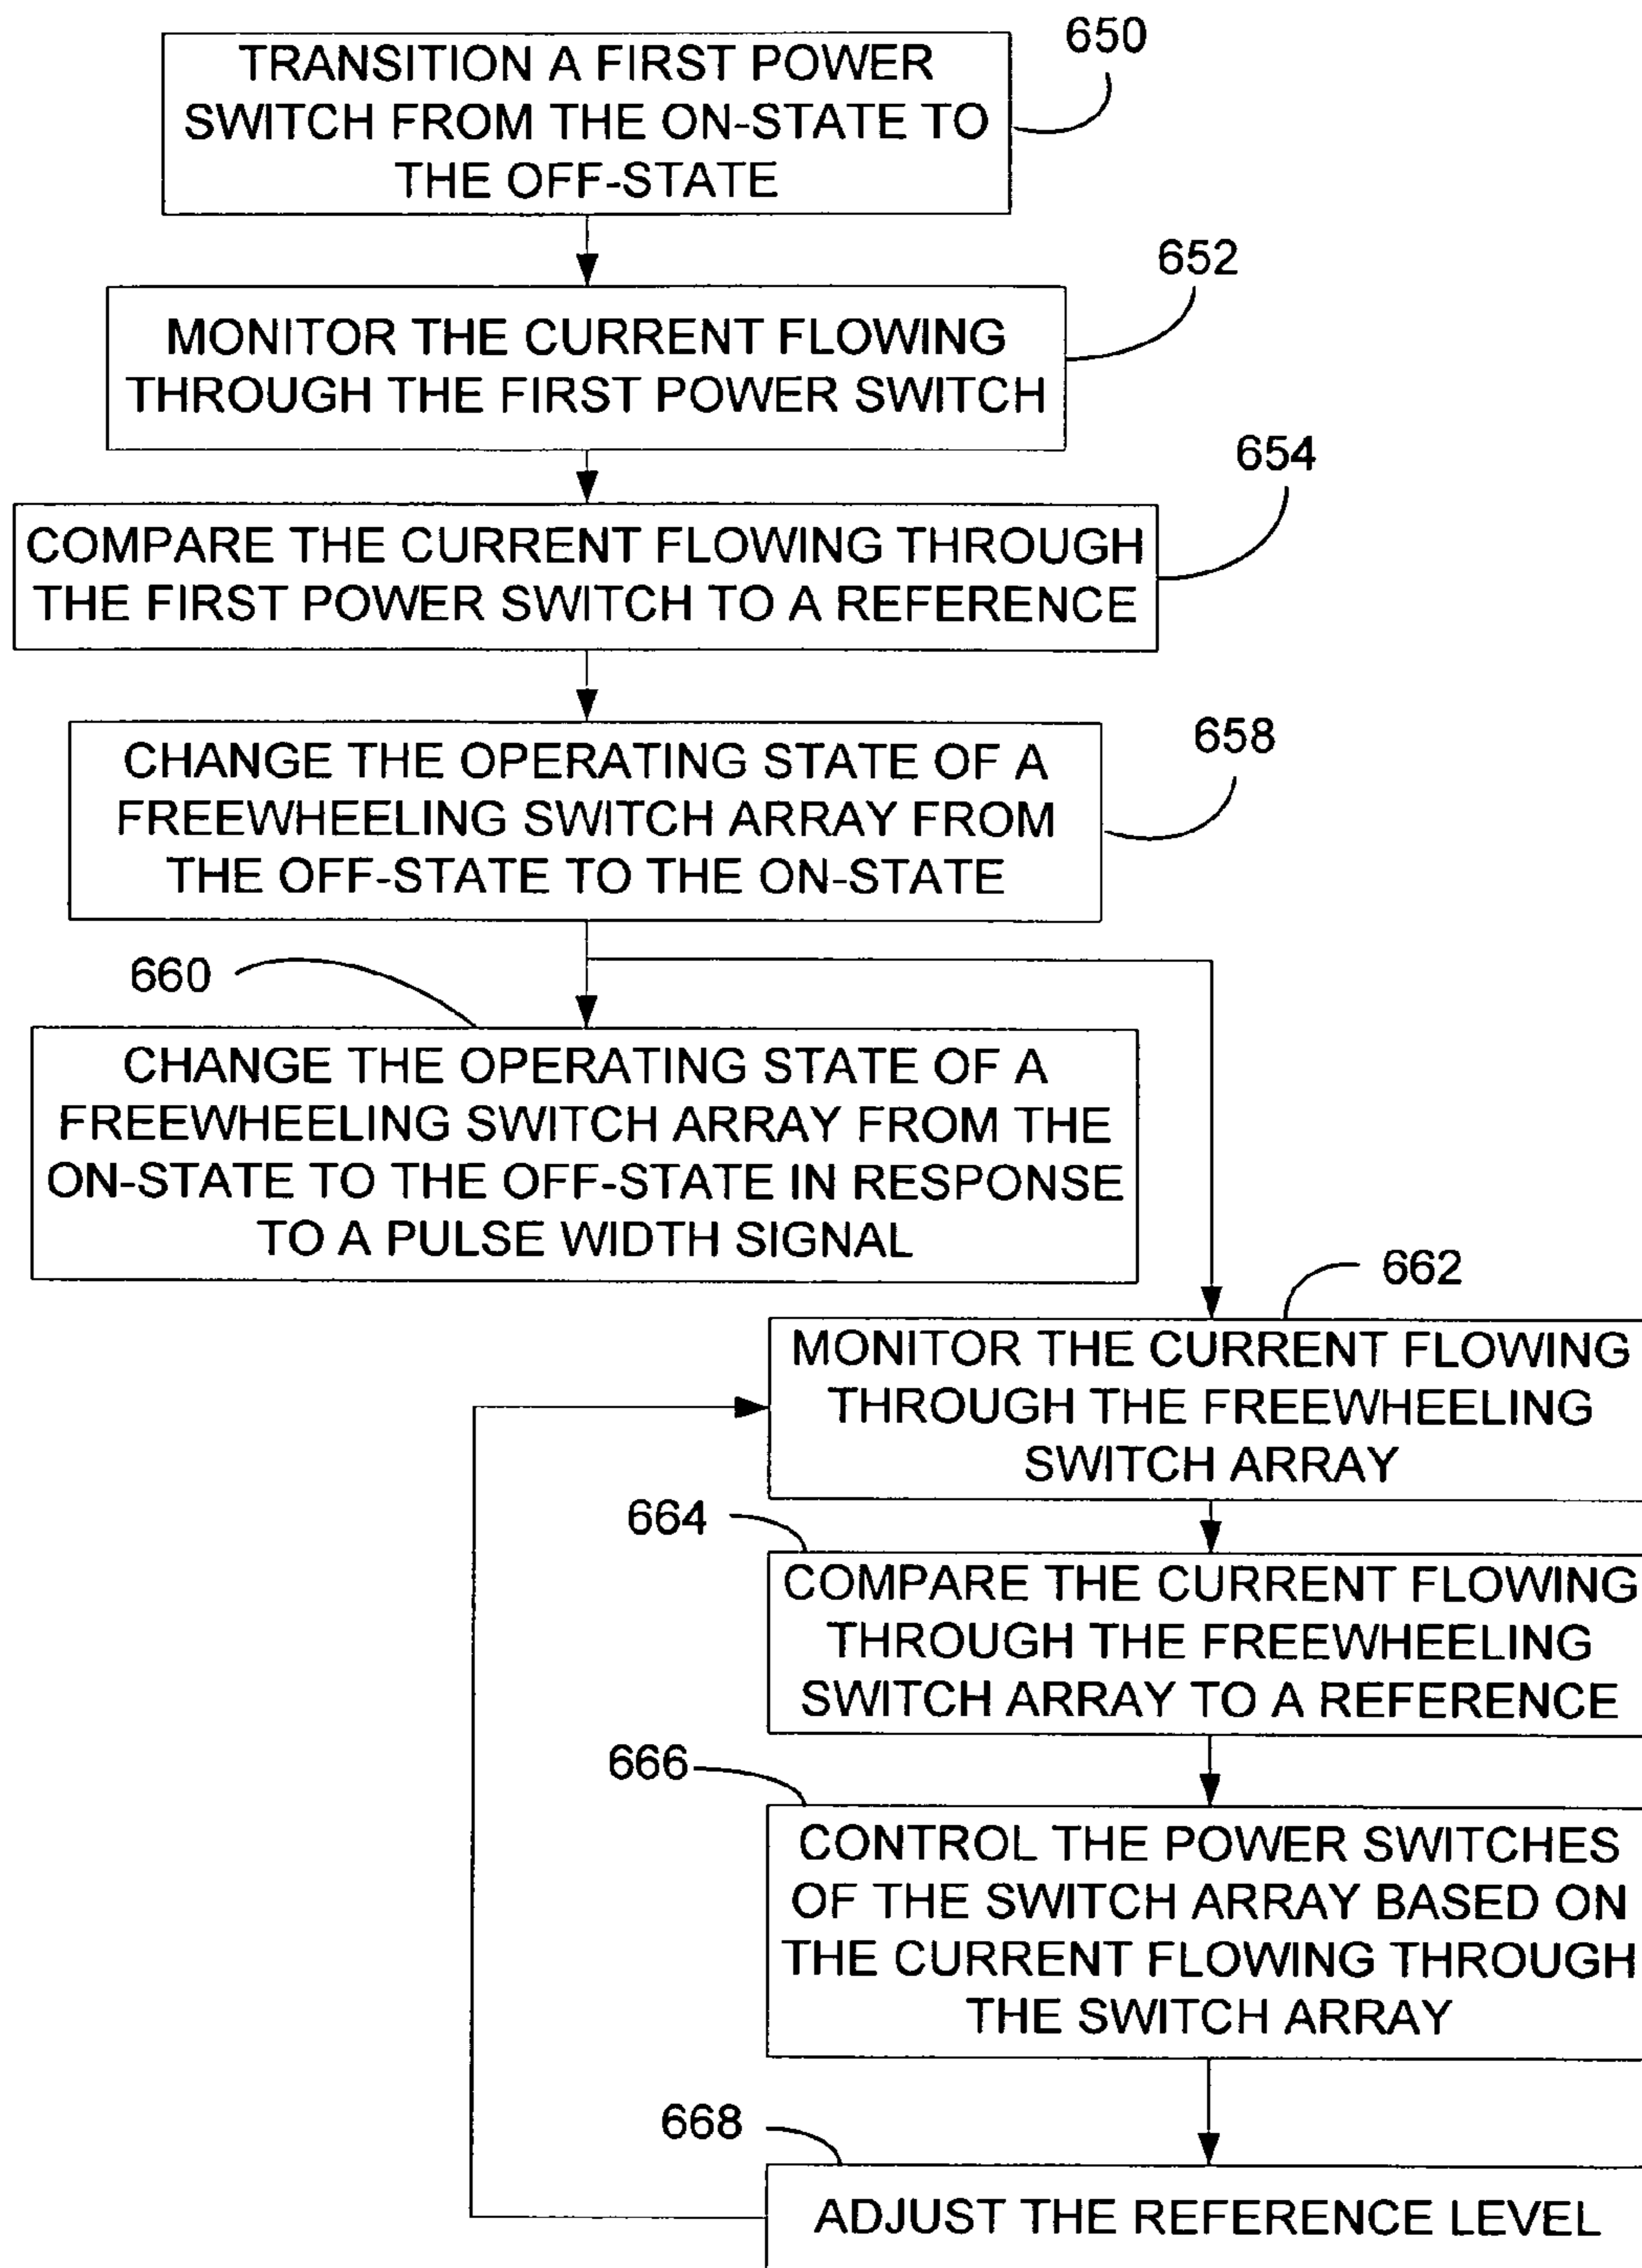 650
TRANSITION A FIRST POWER
SWITCH FROM THE ON-STATE TO
THE OFF-STATE
652
MONITOR THE CURRENT FLOWING
THROUGH THE FIRST POWER SWITCH
654
COMPARE THE CURRENT FLOWING THROUGH
THE FIRST POWER SWITCH TO A REFERENCE
658
CHANGE THE OPERATING STATE OF A
FREEWHEELING SWITCH ARRAY FROM
THE OFF-STATE TO THE ON-STATE
660
CHANGE THE OPERATING STATE OF A
FREEWHEELING SWITCH ARRAY FROM THE
ON-STATE TO THE OFF-STATE IN RESPONSE
TO A PULSE WIDTH SIGNAL
662
MONITOR THE CURRENT FLOWING
THROUGH THE FREEWHEELING
SWITCH ARRAY
664
COMPARE THE CURRENT FLOWING
THROUGH THE FREEWHEELING
SWITCH ARRAY TO A REFERENCE
666
CONTROL THE POWER SWITCHES
OF THE SWITCH ARRAY BASED ON
THE CURRENT FLOWING THROUGH
THE SWITCH ARRAY
668
ADJUST THE REFERENCE LEVEL